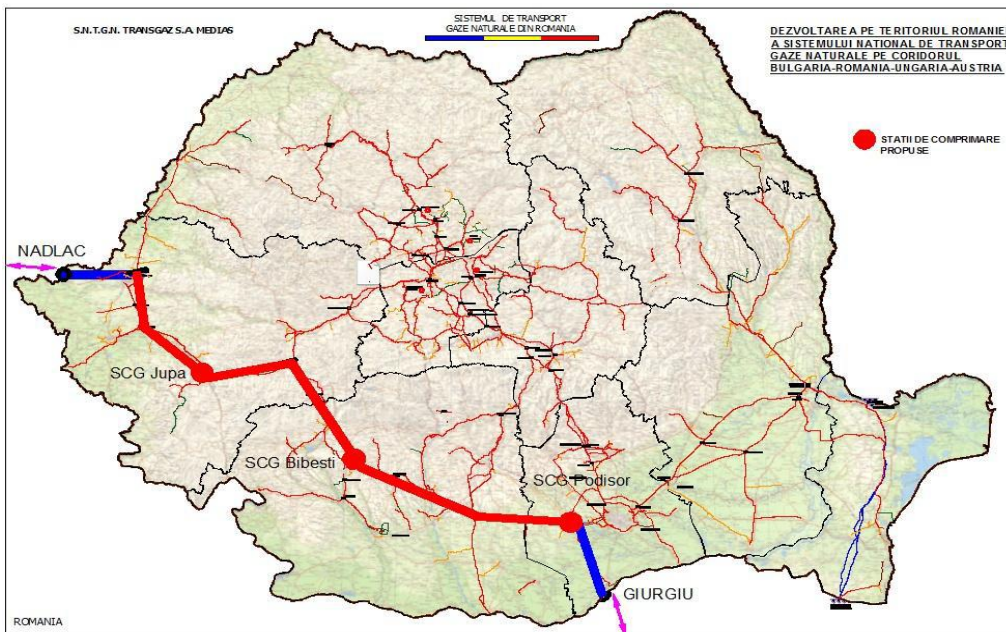 S.N.T.G.N. TRANSGAZ S.A. MEDIAS
SISTEMUL DE TRANSPORT
GAZE NATURALE DIN ROMANIA
DEZVOLTAREA PE TERITORIUL ROMANIE
A SISTEMULUI NATIONAL DE TRANSPORT
GAZE NATURALE PE CORIDORUL
BULGARIA-ROMANIA-UNGARIA-AUSTRIA
STATII DE COMPRIMARE
PROPUSE
NADLAC
SCG Jupa
SCG Bibesti
SCG Podisor
GIURGIU
ROMANIA